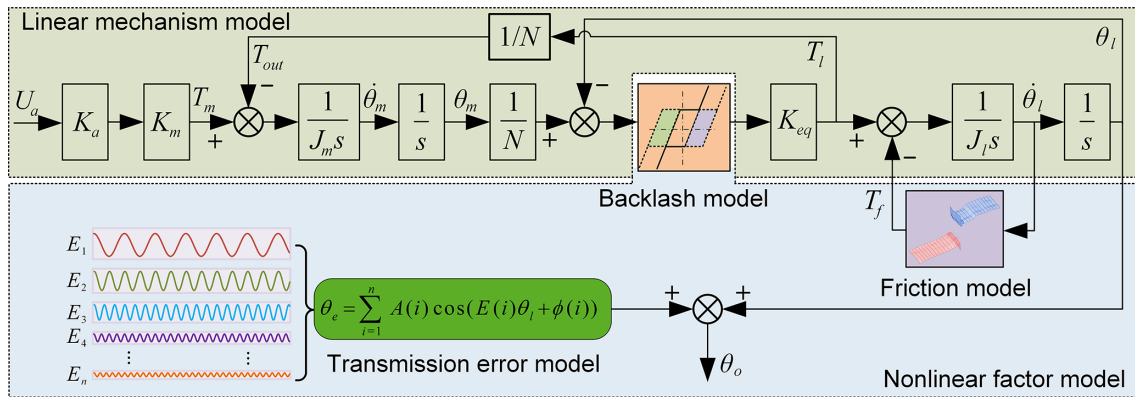 Linear mechanism model
1/N
T_out
T_l
θ_l
U_a
K_a
K_m
T_m
−
+
1/(J_m s)
θ̇_m
1/s
θ_m
1/N
+
−
K_eq
+
−
1/(J_l s)
θ̇_l
1/s
Backlash model
T_f
Friction model
E_1
E_2
E_3
E_4
⋮ ⋮
E_n
θ_e = ∑_{i=1}^{n} A(i) cos(E(i)θ_l + ϕ(i))
Transmission error model
+
+
θ_o
Nonlinear factor model